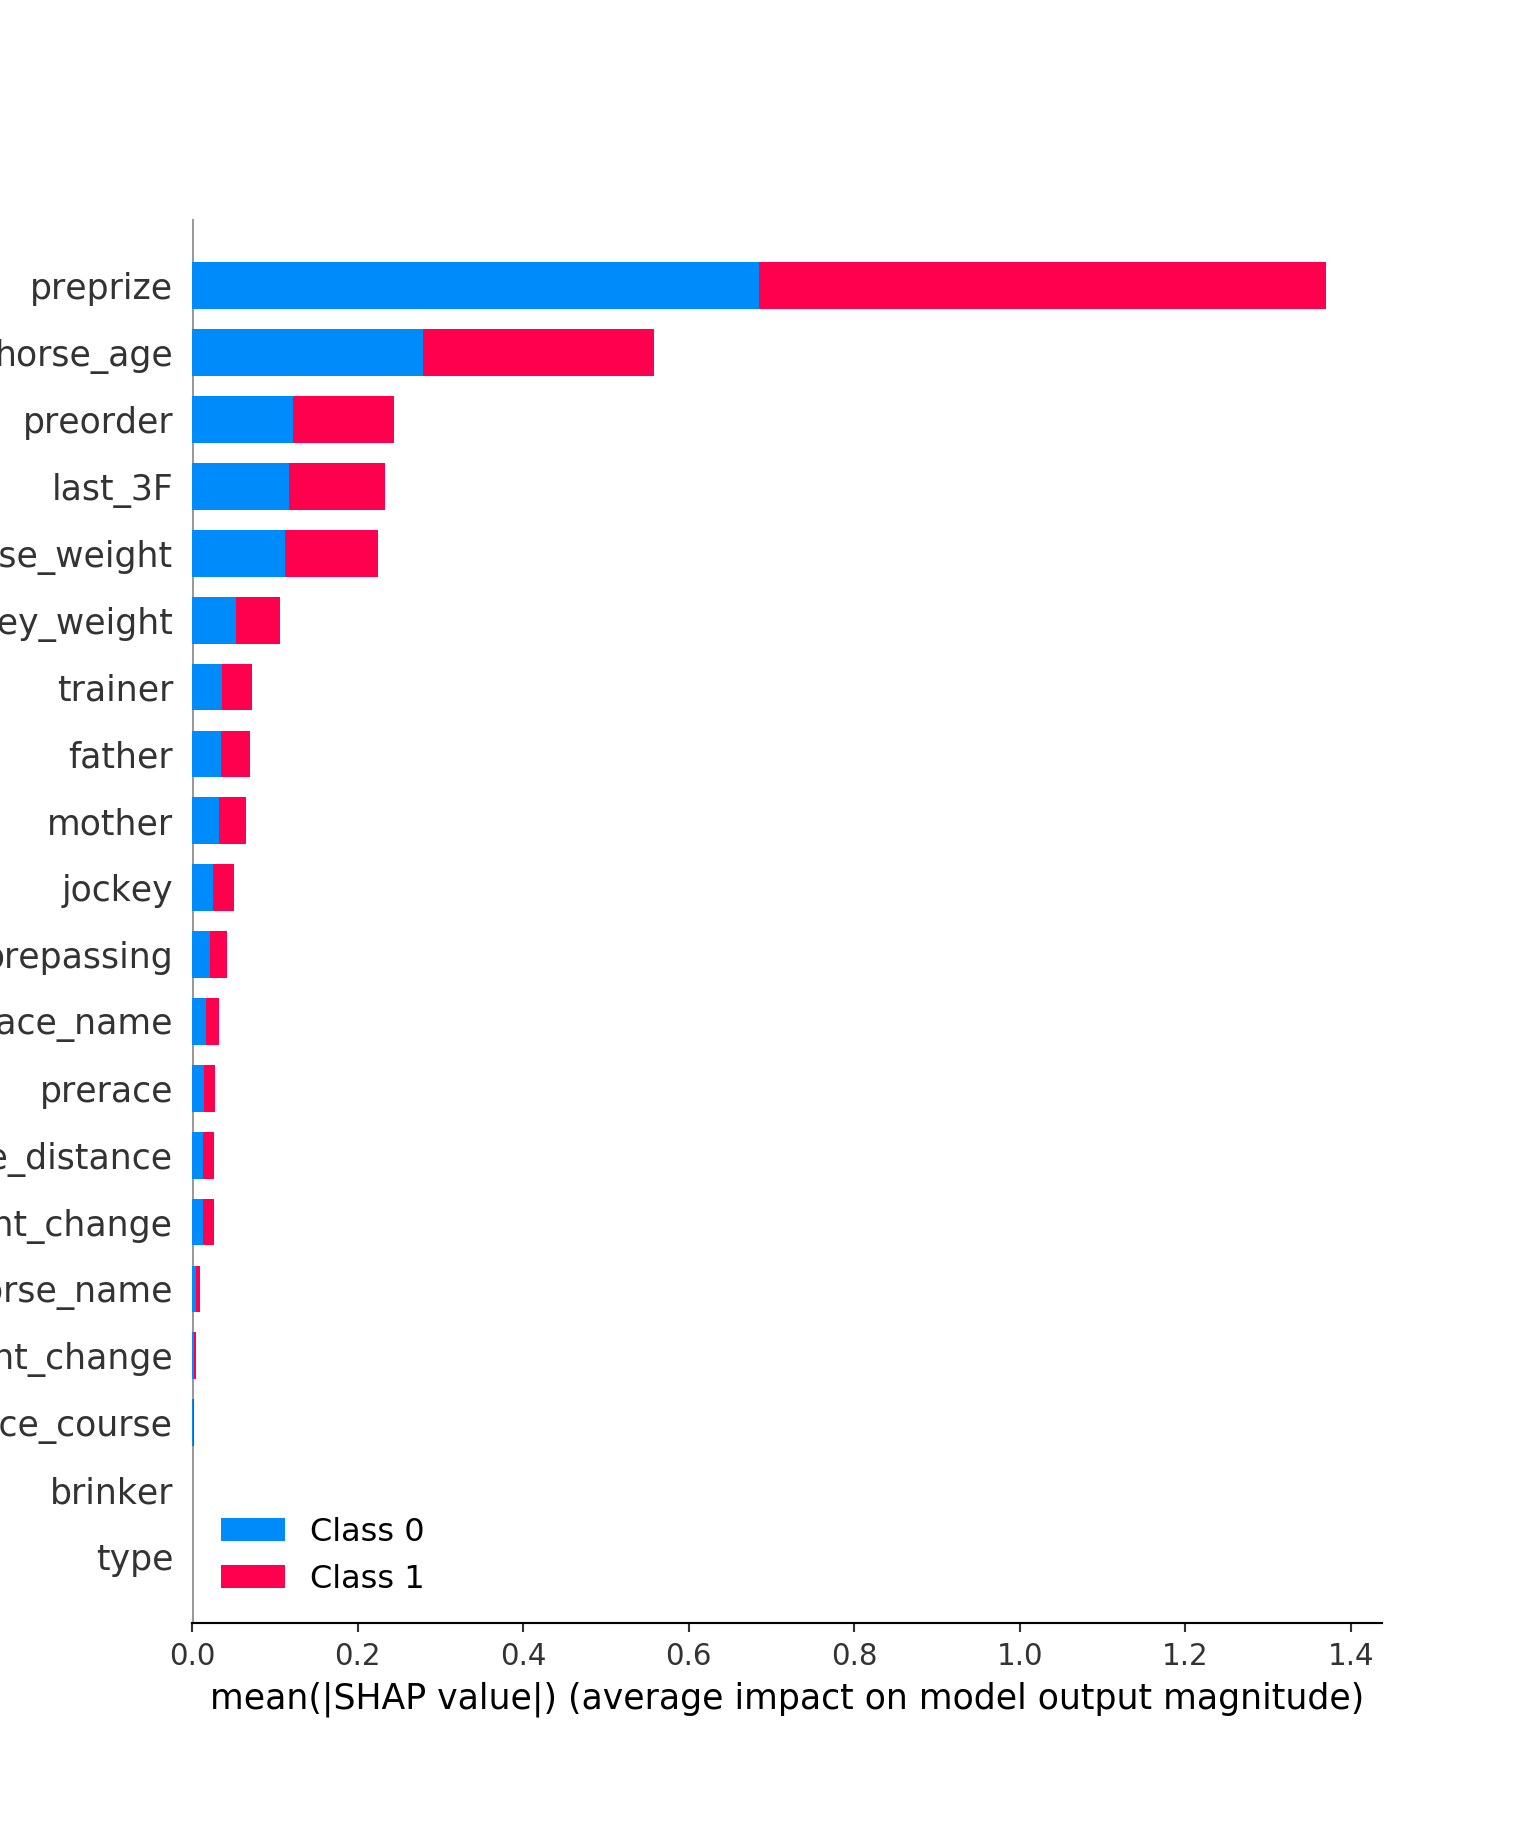 preprize
horse_age
preorder
last_3F
se_weight
ey_weight
trainer
father
mother
jockey
prepassing
ace_name
prerace
e_distance
nt_change
orse_name
nt_change
ce_course
brinker
type
Class 0
Class 1
0.0 0.2 0.4 0.6 0.8 1.0 1.2 1.4
mean(|SHAP value|) (average impact on model output magnitude)